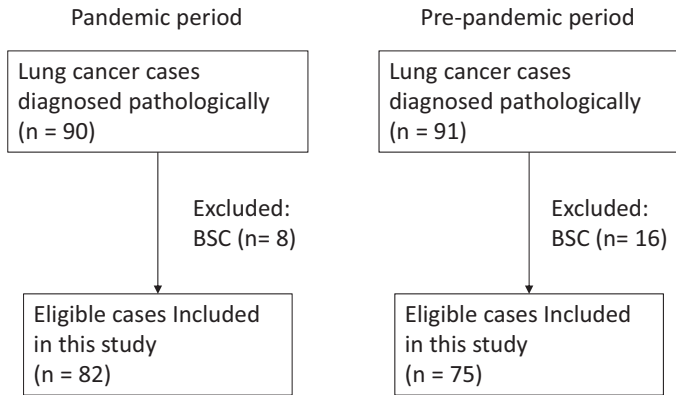 Pandemic period
Lung cancer cases
diagnosed pathologically
(n = 90)
Excluded:
BSC (n= 8)
Eligible cases Included
in this study
(n = 82)
Pre-pandemic period
Lung cancer cases
diagnosed pathologically
(n = 91)
Excluded:
BSC (n= 16)
Eligible cases Included
in this study
(n = 75)